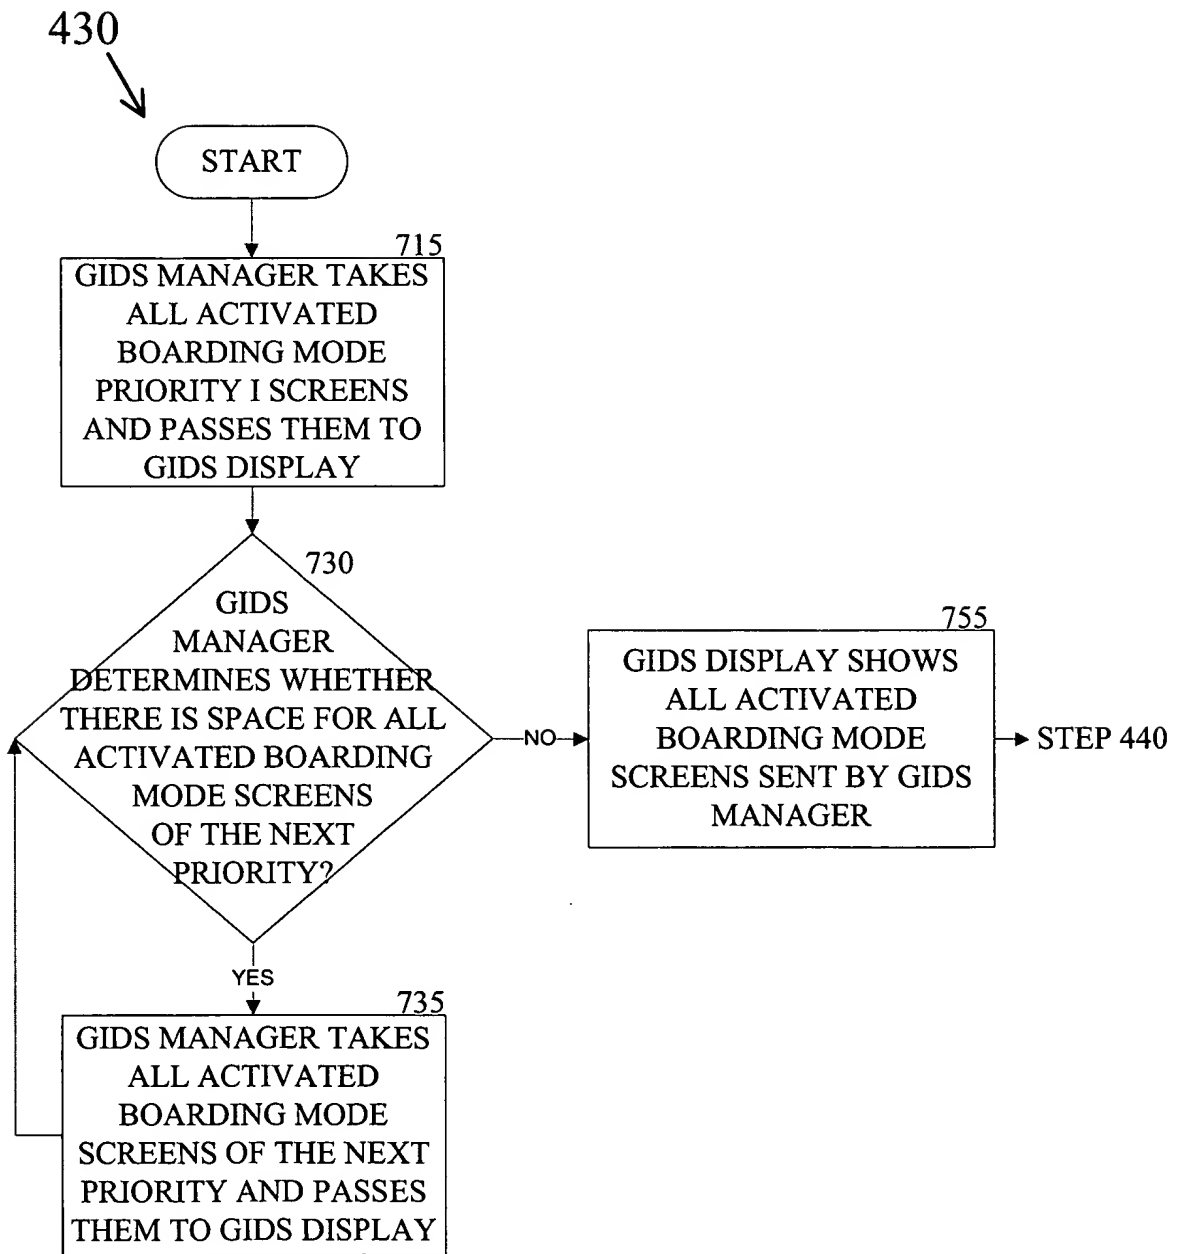 430
START
715
GIDS MANAGER TAKES
ALL ACTIVATED
BOARDING MODE
PRIORITY I SCREENS
AND PASSES THEM TO
GIDS DISPLAY
730
GIDS
MANAGER
DETERMINES WHETHER
THERE IS SPACE FOR ALL
ACTIVATED BOARDING
MODE SCREENS
OF THE NEXT
PRIORITY?
NO
755
GIDS DISPLAY SHOWS
ALL ACTIVATED
BOARDING MODE
SCREENS SENT BY GIDS
MANAGER
STEP 440
YES
735
GIDS MANAGER TAKES
ALL ACTIVATED
BOARDING MODE
SCREENS OF THE NEXT
PRIORITY AND PASSES
THEM TO GIDS DISPLAY